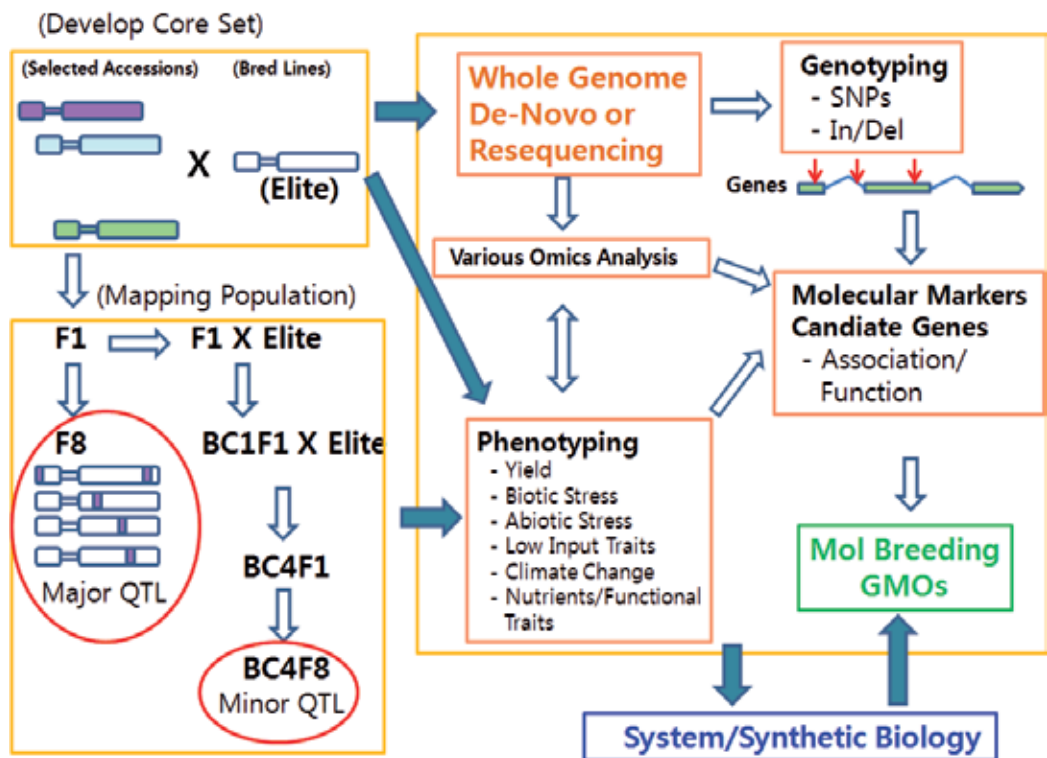 (Develop Core Set)
(Selected Accessions) (Bred Lines)
X
(Elite)
(Mapping Population)
F1 F1 X Elite
F8 BC1F1 X Elite
Major QTL
BC4F1
BC4F8
Minor QTL
Whole Genome
De-Novo or
Resequencing
Genotyping
- SNPs
- In/Del
Genes
Various Omics Analysis
Molecular Markers
Candiate Genes
- Association/
Function
Phenotyping
- Yield
- Biotic Stress
- Abiotic Stress
- Low Input Traits
- Climate Change
- Nutrients/Functional
Traits
Mol Breeding
GMOs
System/Synthetic Biology